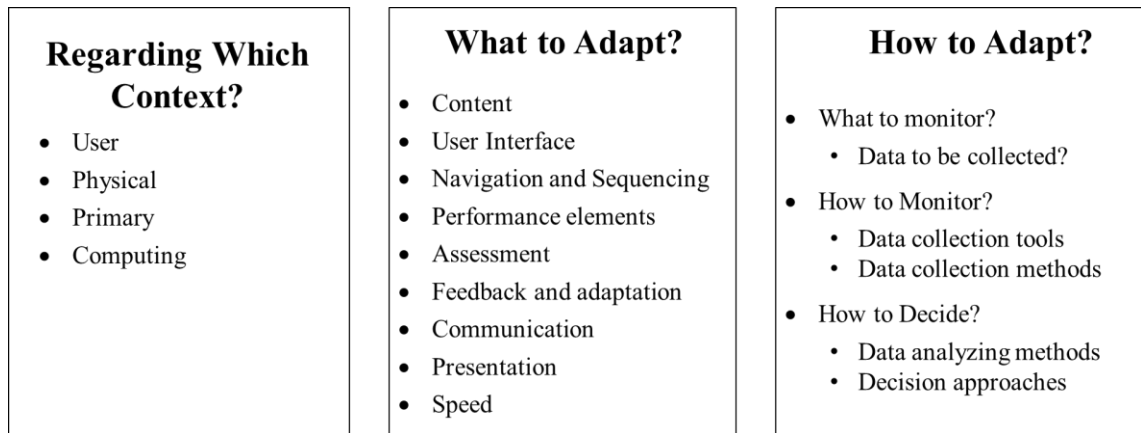 Regarding Which
Context?
• User
• Physical
• Primary
• Computing
What to Adapt?
• Content
• User Interface
• Navigation and Sequencing
• Performance elements
• Assessment
• Feedback and adaptation
• Communication
• Presentation
• Speed
How to Adapt?
• What to monitor?
• Data to be collected?
• How to Monitor?
• Data collection tools
• Data collection methods
• How to Decide?
• Data analyzing methods
• Decision approaches